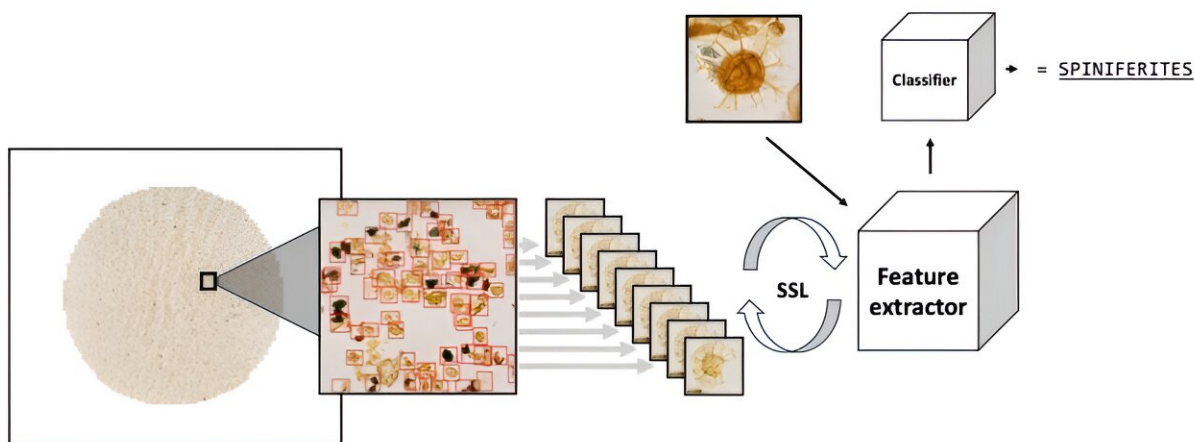 Classifier
= SPINIFERITES
SSL
Feature
extractor